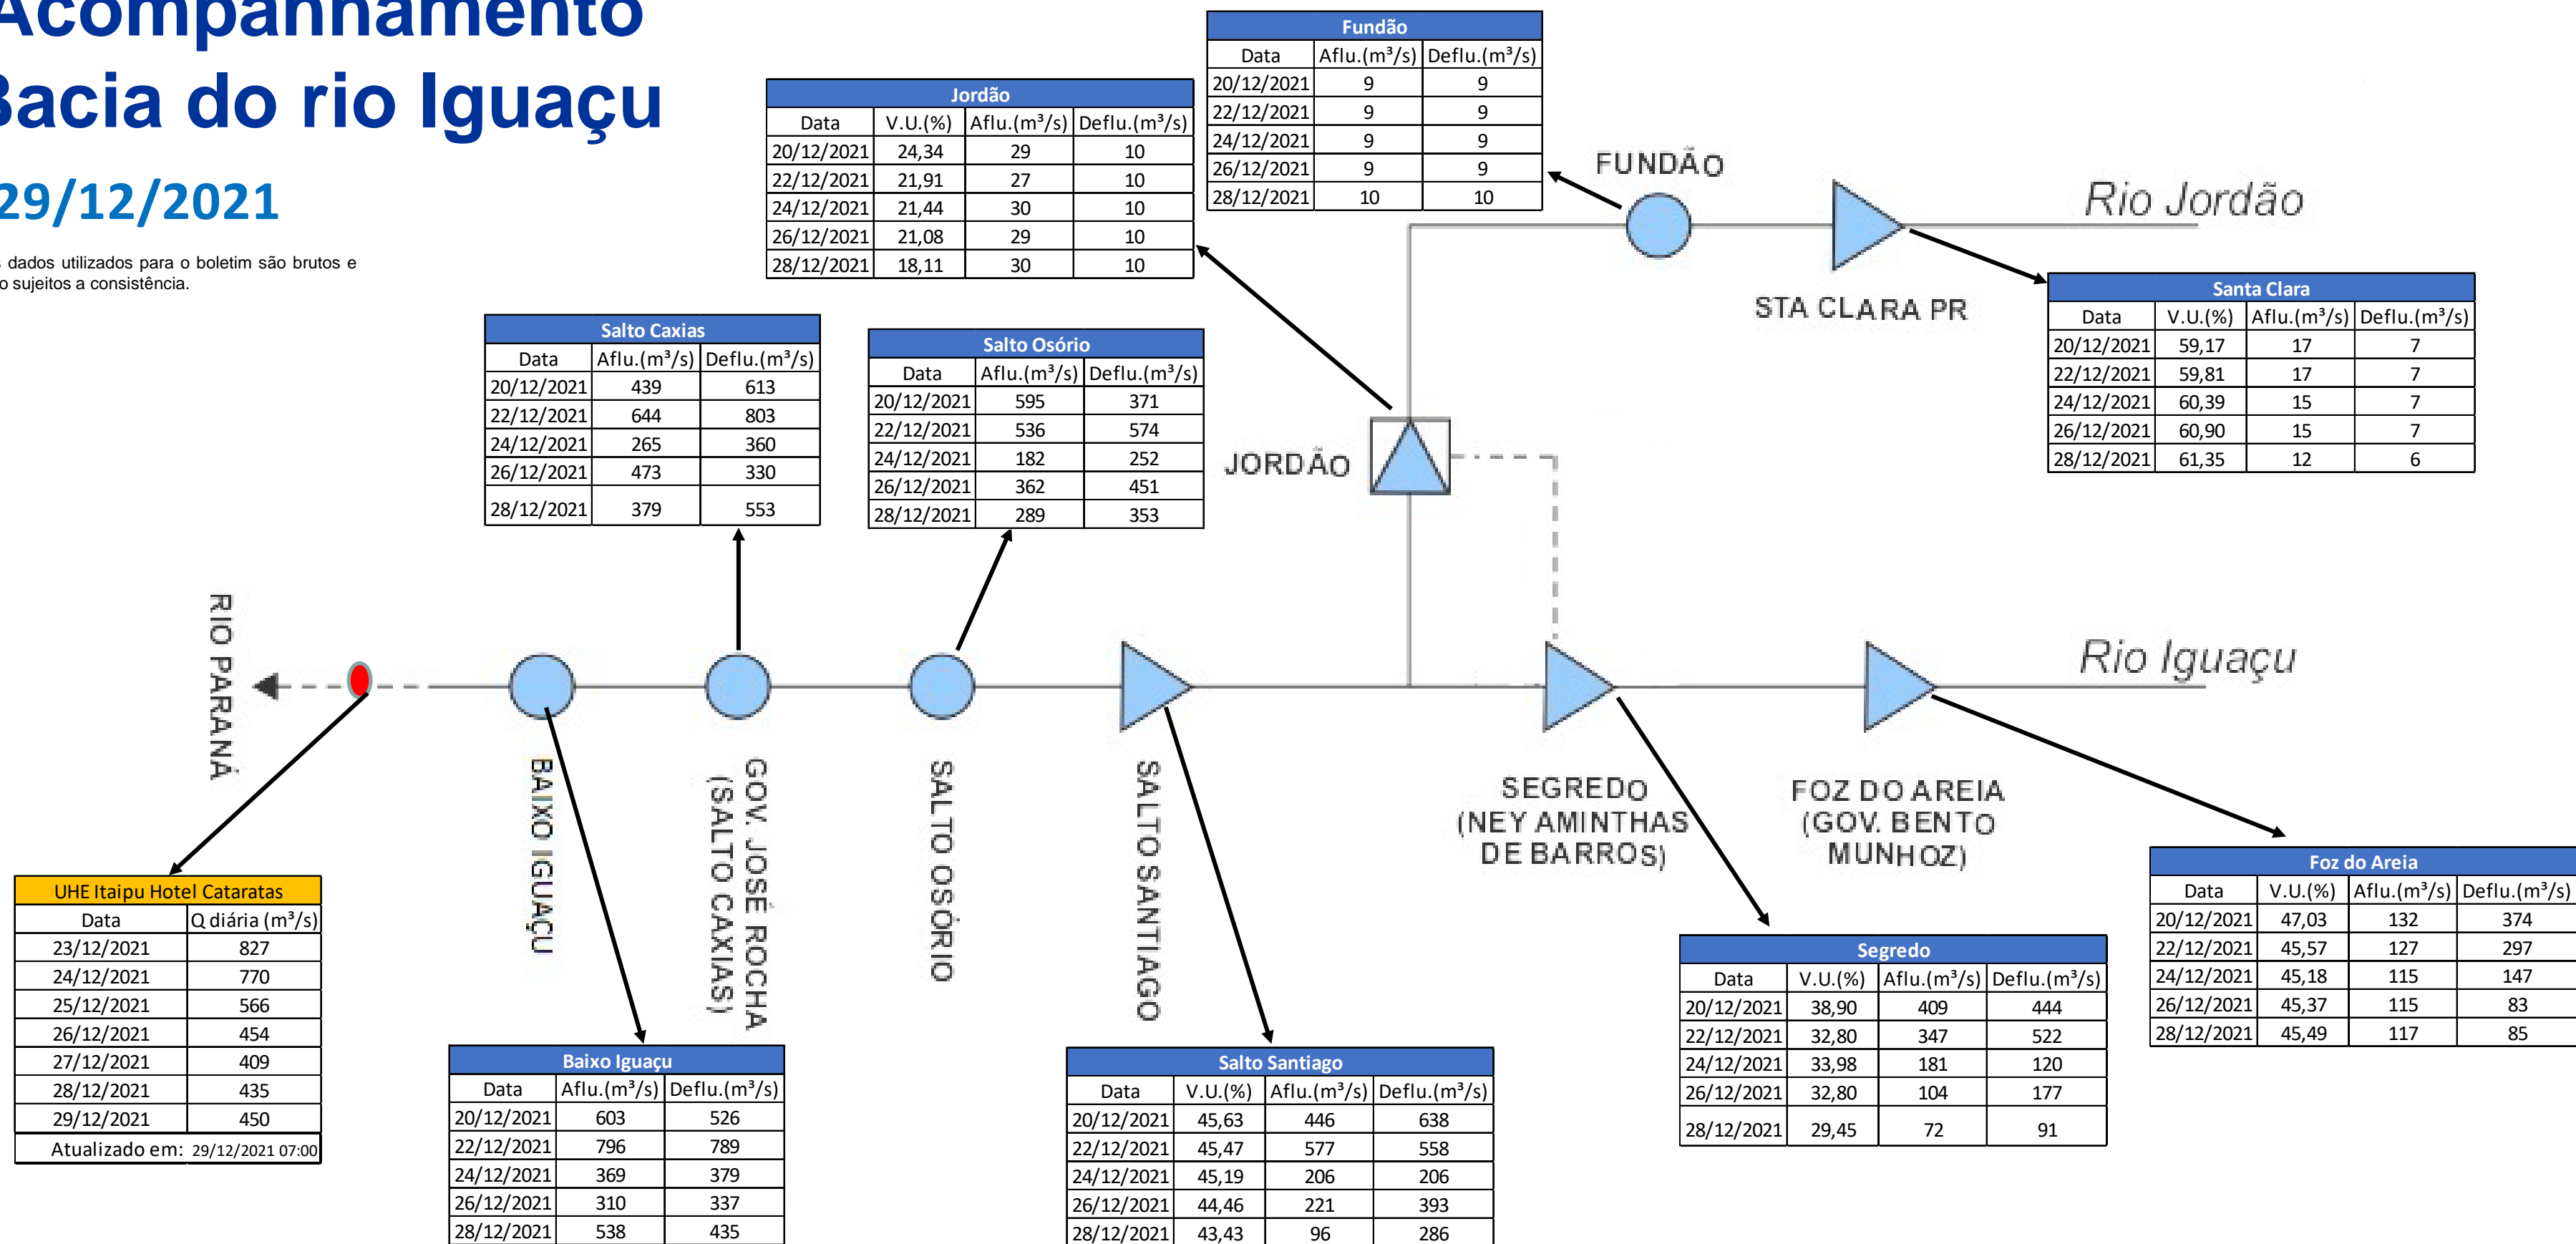 Acompanhamento
Bacia do rio Iguaçu
29/12/2021
dados utilizados para o boletim são brutos e
sujeitos a consistência.
Fundão
Data Aflu.(m³/s) Deflu.(m³/s)
20/12/2021 9 9
22/12/2021 9 9
24/12/2021 9 9
26/12/2021 9 9
28/12/2021 10 10
Jordão
Data V.U.(%) Aflu.(m³/s) Deflu.(m³/s)
20/12/2021 24,34 29 10
22/12/2021 21,91 27 10
24/12/2021 21,44 30 10
26/12/2021 21,08 29 10
28/12/2021 18,11 30 10
FUNDÃO
Rio Jordão
STA CLARA PR
Santa Clara
Data V.U.(%) Aflu.(m³/s) Deflu.(m³/s)
20/12/2021 59,17 17 7
22/12/2021 59,81 17 7
24/12/2021 60,39 15 7
26/12/2021 60,90 15 7
28/12/2021 61,35 12 6
Salto Caxias
Data Aflu.(m³/s) Deflu.(m³/s)
20/12/2021 439 613
22/12/2021 644 803
24/12/2021 265 360
26/12/2021 473 330
28/12/2021 379 553
Salto Osório
Data Aflu.(m³/s) Deflu.(m³/s)
20/12/2021 595 371
22/12/2021 536 574
24/12/2021 182 252
26/12/2021 362 451
28/12/2021 289 353
JORDÃO
RIO PARANÁ
Rio Iguaçu
BAIXO IGUAÇU
GOV. JOSÉ ROCHA
(SALTO CAXIAS)
SALTO OSÓRIO
SALTO SANTIAGO
SEGREDO
(NEY AMINTHAS
DE BARROS)
FOZ DO AREIA
(GOV. BENTO
MUNHOZ)
UHE Itaipu Hotel Cataratas
Data Q diária (m³/s)
23/12/2021 827
24/12/2021 770
25/12/2021 566
26/12/2021 454
27/12/2021 409
28/12/2021 435
29/12/2021 450
Atualizado em: 29/12/2021 07:00
Baixo Iguaçu
Data Aflu.(m³/s) Deflu.(m³/s)
20/12/2021 603 526
22/12/2021 796 789
24/12/2021 369 379
26/12/2021 310 337
28/12/2021 538 435
Salto Santiago
Data V.U.(%) Aflu.(m³/s) Deflu.(m³/s)
20/12/2021 45,63 446 638
22/12/2021 45,47 577 558
24/12/2021 45,19 206 206
26/12/2021 44,46 221 393
28/12/2021 43,43 96 286
Segredo
Data V.U.(%) Aflu.(m³/s) Deflu.(m³/s)
20/12/2021 38,90 409 444
22/12/2021 32,80 347 522
24/12/2021 33,98 181 120
26/12/2021 32,80 104 177
28/12/2021 29,45 72 91
Foz do Areia
Data V.U.(%) Aflu.(m³/s) Deflu.(m³/s)
20/12/2021 47,03 132 374
22/12/2021 45,57 127 297
24/12/2021 45,18 115 147
26/12/2021 45,37 115 83
28/12/2021 45,49 117 85